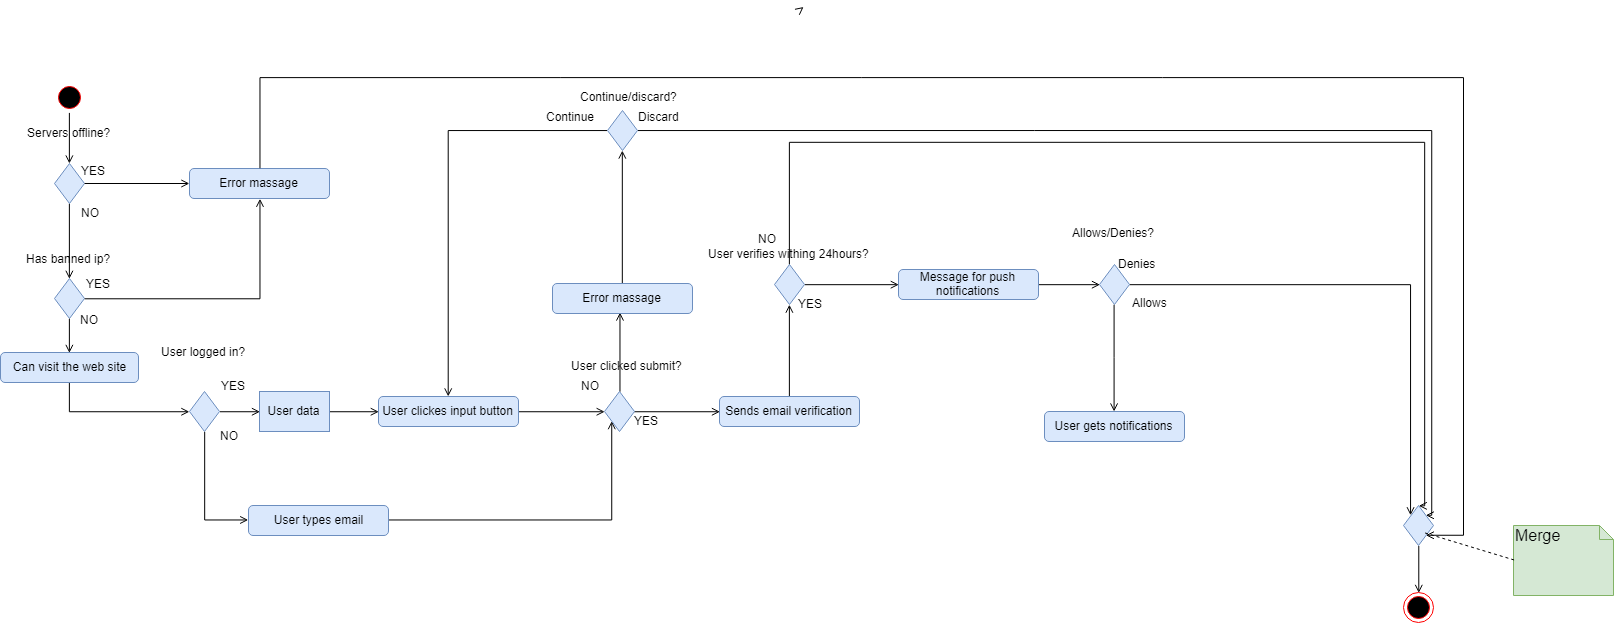 Continue/discard?
Continue
Discard
Servers offline?
YES
Error massage
NO
Has banned ip?
YES
NO
Can visit the web site
User logged in?
YES
User data
NO
User types email
User clickes input button
User clicked submit?
NO
YES
Error massage
Sends email verification
NO
User verifies withing 24hours?
YES
Message for push
notifications
Allows/Denies?
Denies
Allows
User gets notifications
Merge